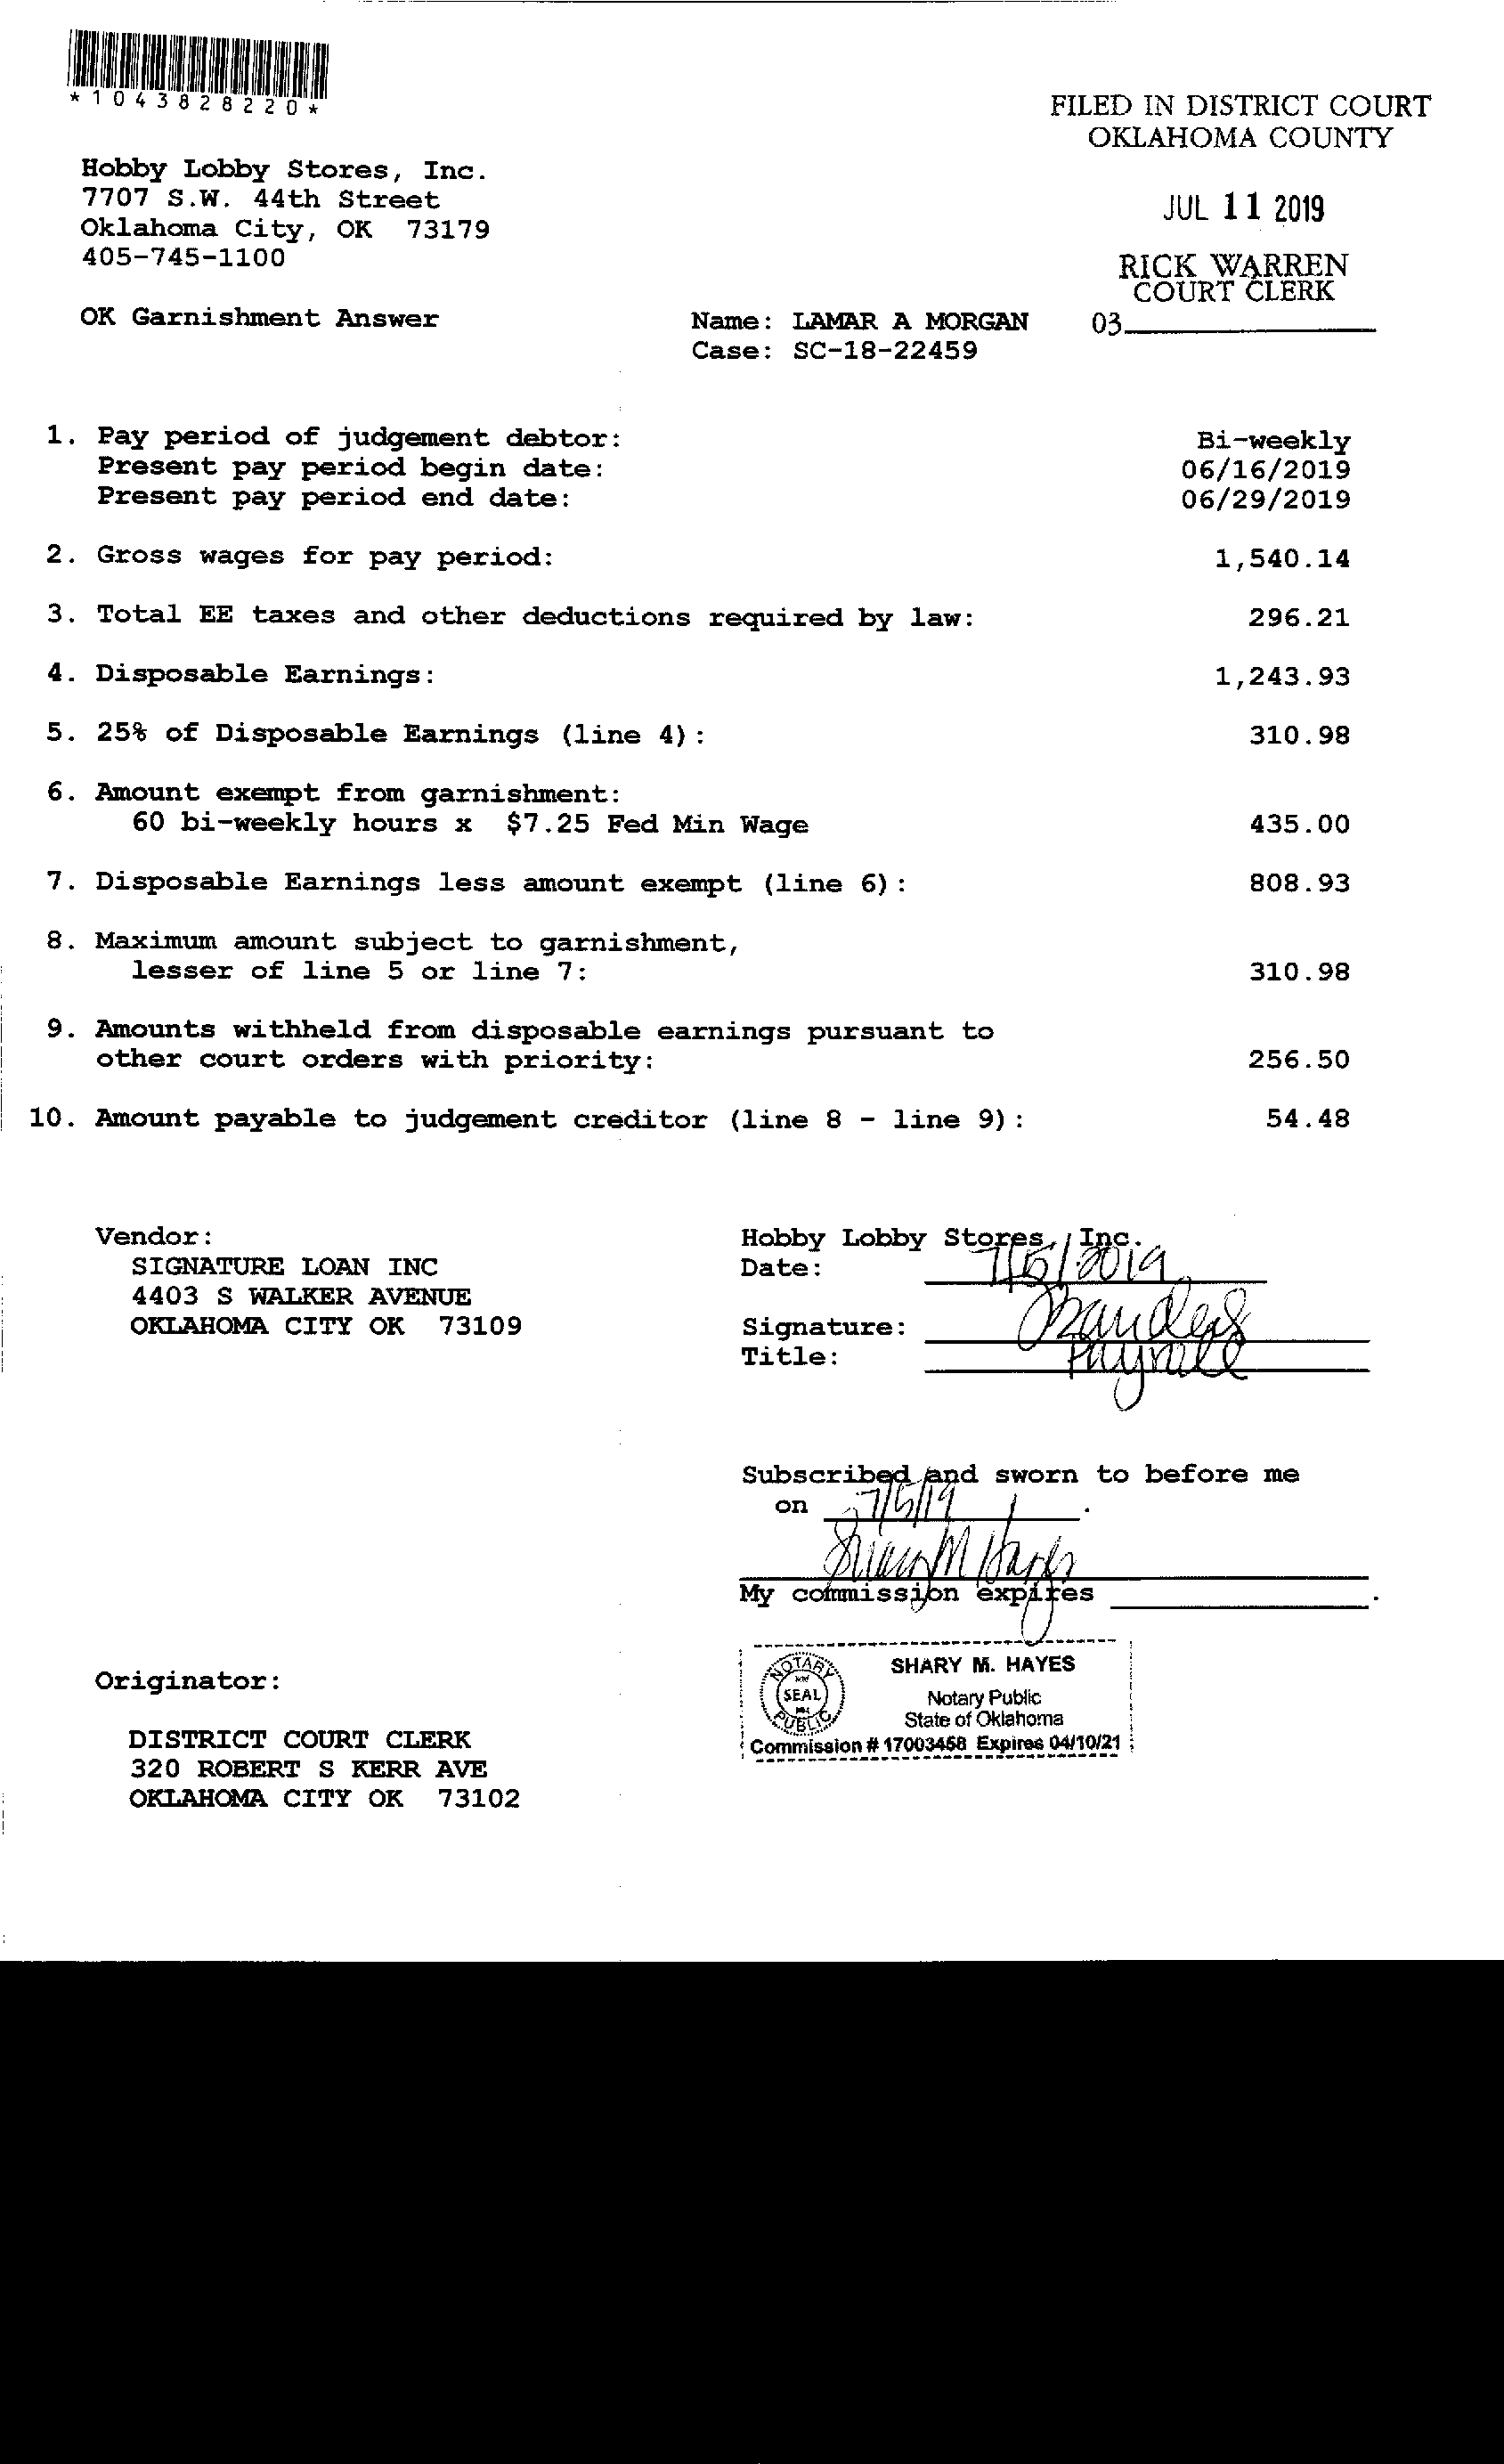 *1043828220*
FILED IN DISTRICT COURT
OKLAHOMA COUNTY
Hobby Lobby Stores, Inc.
7707 S.W. 44th Street
Oklahoma City, OK 73179
405-745-1100
JUL 11 2019
RICK WARREN
COURT CLERK
03
OK Garnishment Answer
Name: LAMAR A MORGAN
Case: SC-18-22459
1. Pay period of judgement debtor: Bi-weekly
Present pay period begin date: 06/16/2019
Present pay period end date: 06/29/2019
2. Gross wages for pay period: 1,540.14
3. Total EE taxes and other deductions required by law: 296.21
4. Disposable Earnings: 1,243.93
5. 25% of Disposable Earnings (line 4): 310.98
6. Amount exempt from garnishment:
60 bi-weekly hours x $7.25 Fed Min Wage 435.00
7. Disposable Earnings less amount exempt (line 6): 808.93
8. Maximum amount subject to garnishment,
lesser of line 5 or line 7: 310.98
9. Amounts withheld from disposable earnings pursuant to
other court orders with priority: 256.50
10. Amount payable to judgement creditor (line 8 - line 9): 54.48
Vendor:
SIGNATURE LOAN INC
4403 S WALKER AVENUE
OKLAHOMA CITY OK 73109
Hobby Lobby Stores, Inc.
Date: 7/5/2019
Signature:
Title: Payroll
Subscribed and sworn to before me
on 7/5/19.
Shary M Hayes
My commission expires .
NOTARY PUBLIC SEAL
SHARY M. HAYES
Notary Public
State of Oklahoma
Commission # 17003458 Expires 04/10/21
Originator:
DISTRICT COURT CLERK
320 ROBERT S KERR AVE
OKLAHOMA CITY OK 73102